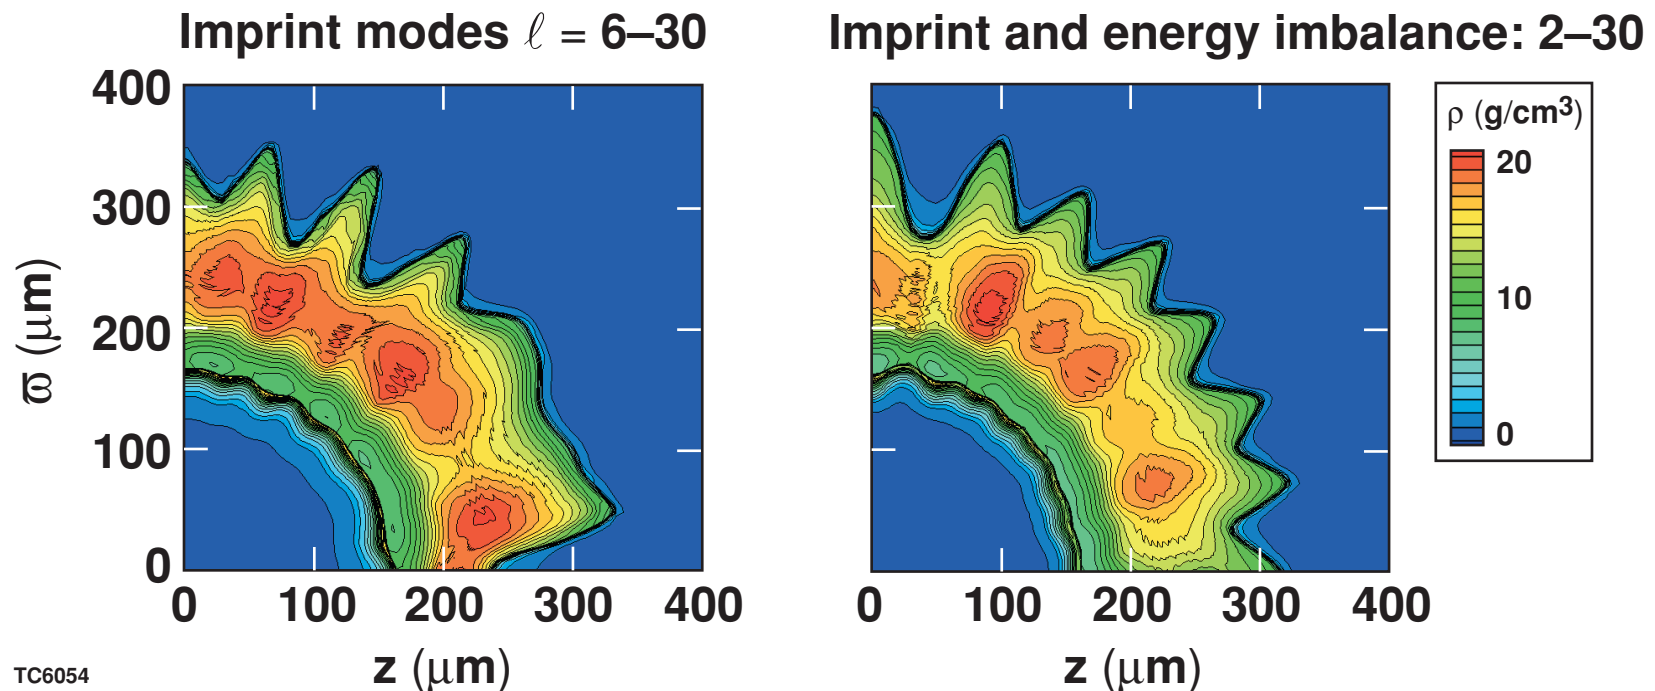 Imprint modes ℓ = 6–30
Imprint and energy imbalance: 2–30
400
300
200
100
0
ϖ (μm)
0 100 200 300 400
z (μm)
0 100 200 300 400
z (μm)
ρ (g/cm³)
20
10
0
TC6054